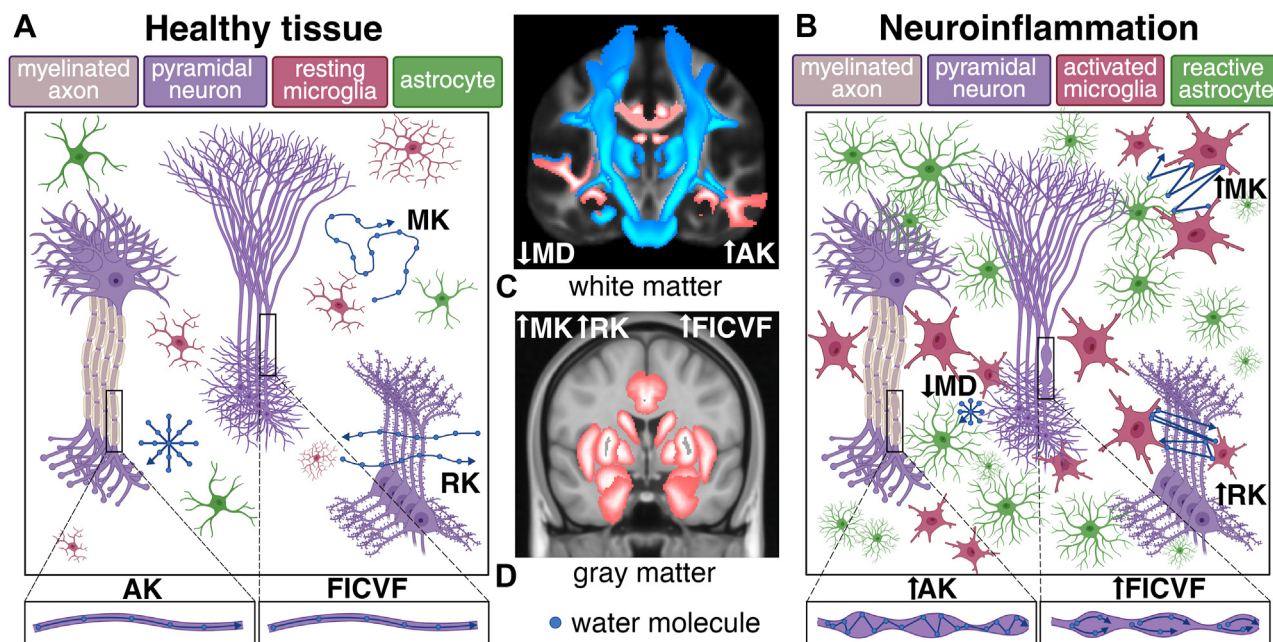 A
Healthy tissue
myelinated
axon
pyramidal
neuron
resting
microglia
astrocyte
MK
RK
AK
FICVF
↓MD
↑AK
C
white matter
↑MK↑RK
↑FICVF
D
gray matter
water molecule
B
Neuroinflammation
myelinated
axon
pyramidal
neuron
activated
microglia
reactive
astrocyte
↑MK
↓MD
↑RK
↑AK
↑FICVF